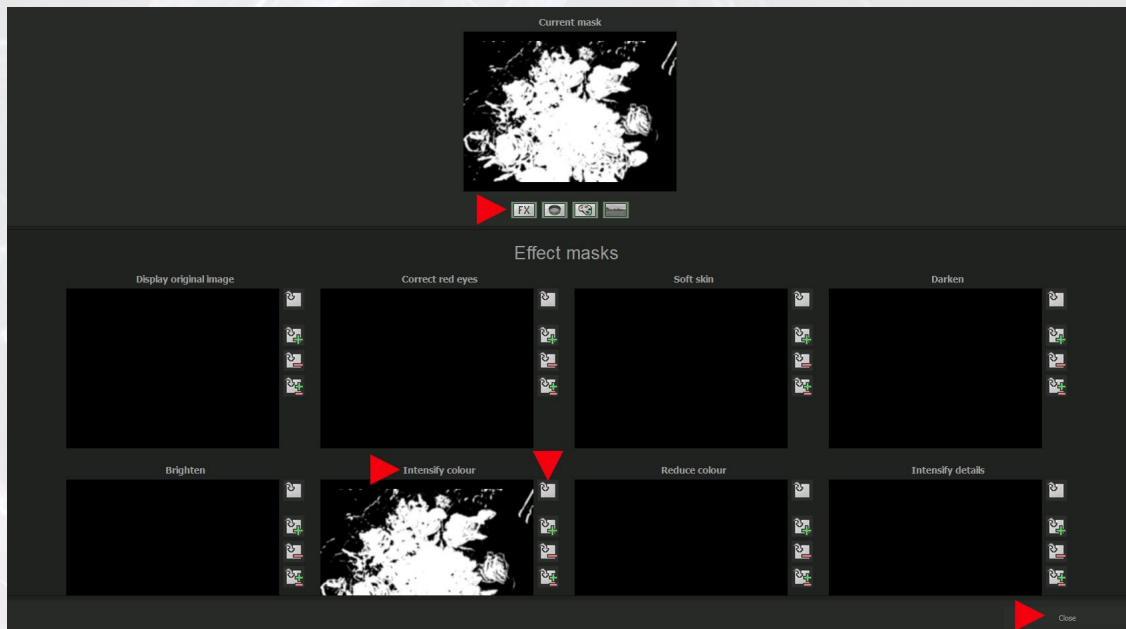 Current mask
FX
Effect masks
Display original image
Correct red eyes
Soft skin
Darken
Brighten
Intensify colour
Reduce colour
Intensify details
Close